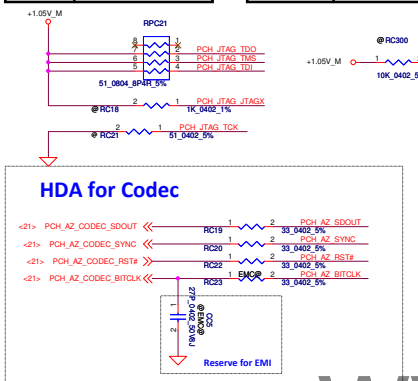 +1.05V_M
RPC21
8 1
7 2 PCH_JTAG_TDO
6 3 PCH_JTAG_TMS
5 4 PCH_JTAG_TDI
51_0804_8P4R_5%
@RC300
+1.05V_M 1
10K_0402_5
@RC18 2 1 PCH_JTAG_JTAGX
1K_0402_1%
@RC21 2 1 PCH_JTAG_TCK
51_0402_5%
HDA for Codec
<21> PCH_AZ_CODEC_SDOUT RC19 1 2 PCH_AZ_SDOUT
33_0402_5%
<21> PCH_AZ_CODEC_SYNC RC20 1 2 PCH_AZ_SYNC
33_0402_5%
<21> PCH_AZ_CODEC_RST# RC22 1 2 PCH_AZ_RST#
33_0402_5%
<21> PCH_AZ_CODEC_BITCLK RC23 1 EMC@ 2 PCH_AZ_BITCLK
33_0402_5%
1
2
27P_0402_50V8J
@EMC@
CC5
Reserve for EMI